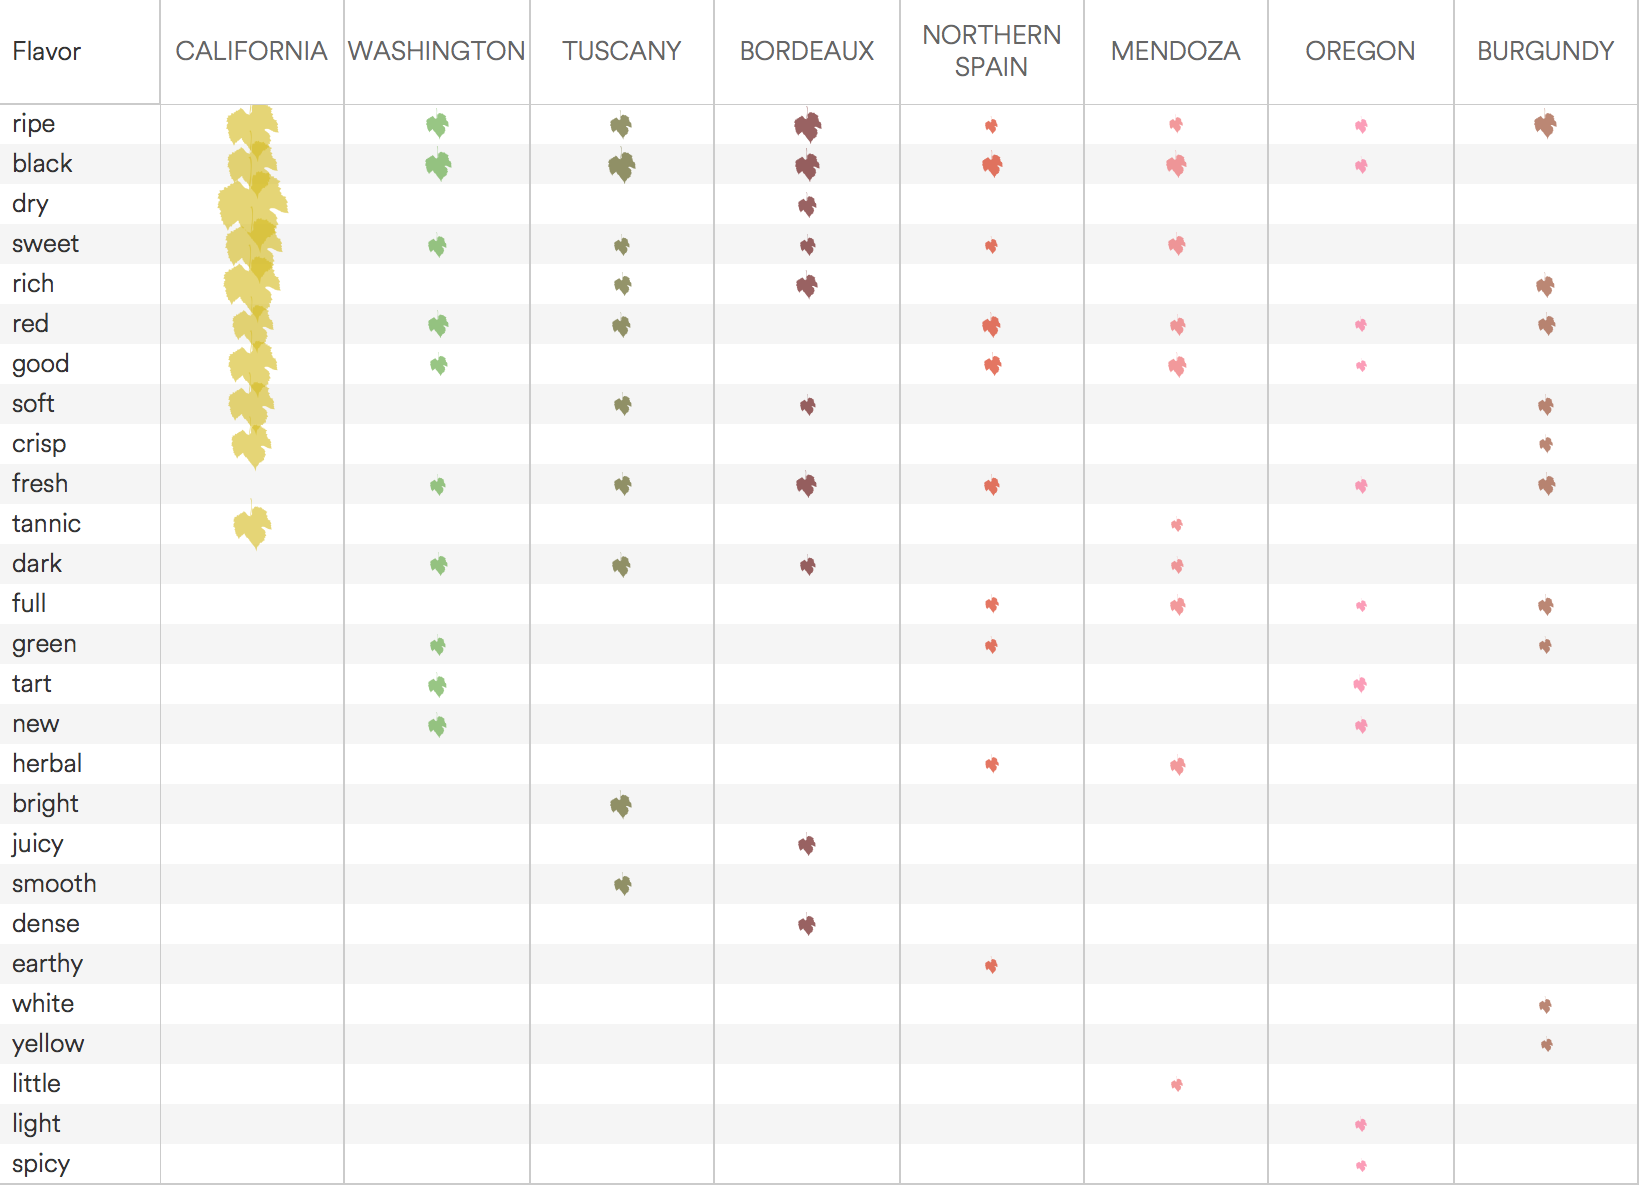 Flavor
CALIFORNIA
WASHINGTON
TUSCANY
BORDEAUX
NORTHERN
SPAIN
MENDOZA
OREGON
BURGUNDY
ripe
black
dry
sweet
rich
red
good
soft
crisp
fresh
tannic
dark
full
green
tart
new
herbal
bright
juicy
smooth
dense
earthy
white
yellow
little
light
spicy